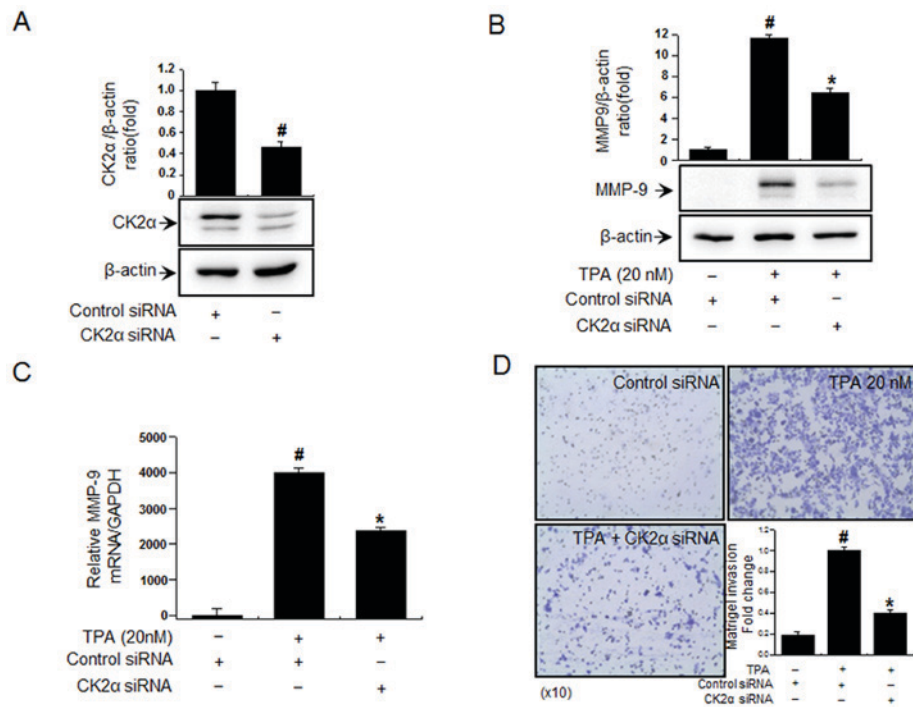 A
CK2α/β-actin
ratio(fold)
1.2
1.0
0.8
0.6
0.4
0.2
0
#
CK2α
β-actin
Control siRNA + –
CK2α siRNA – +
B
MMP9/β-actin
ratio(fold)
12
10
8
6
4
2
0
#
*
MMP-9
β-actin
TPA (20 nM) – + +
Control siRNA + + –
CK2α siRNA – – +
C
Relative MMP-9
mRNA/GAPDH
5000
4000
3000
2000
1000
0
#
*
TPA (20nM) – + +
Control siRNA + + –
CK2α siRNA – – +
D
Control siRNA
TPA 20 nM
TPA + CK2α siRNA
(x10)
Matrigel invasion
Fold change
1.2
1.0
0.8
0.6
0.4
0.2
0.0
#
*
TPA – + +
Control siRNA + + –
CK2α siRNA – – +